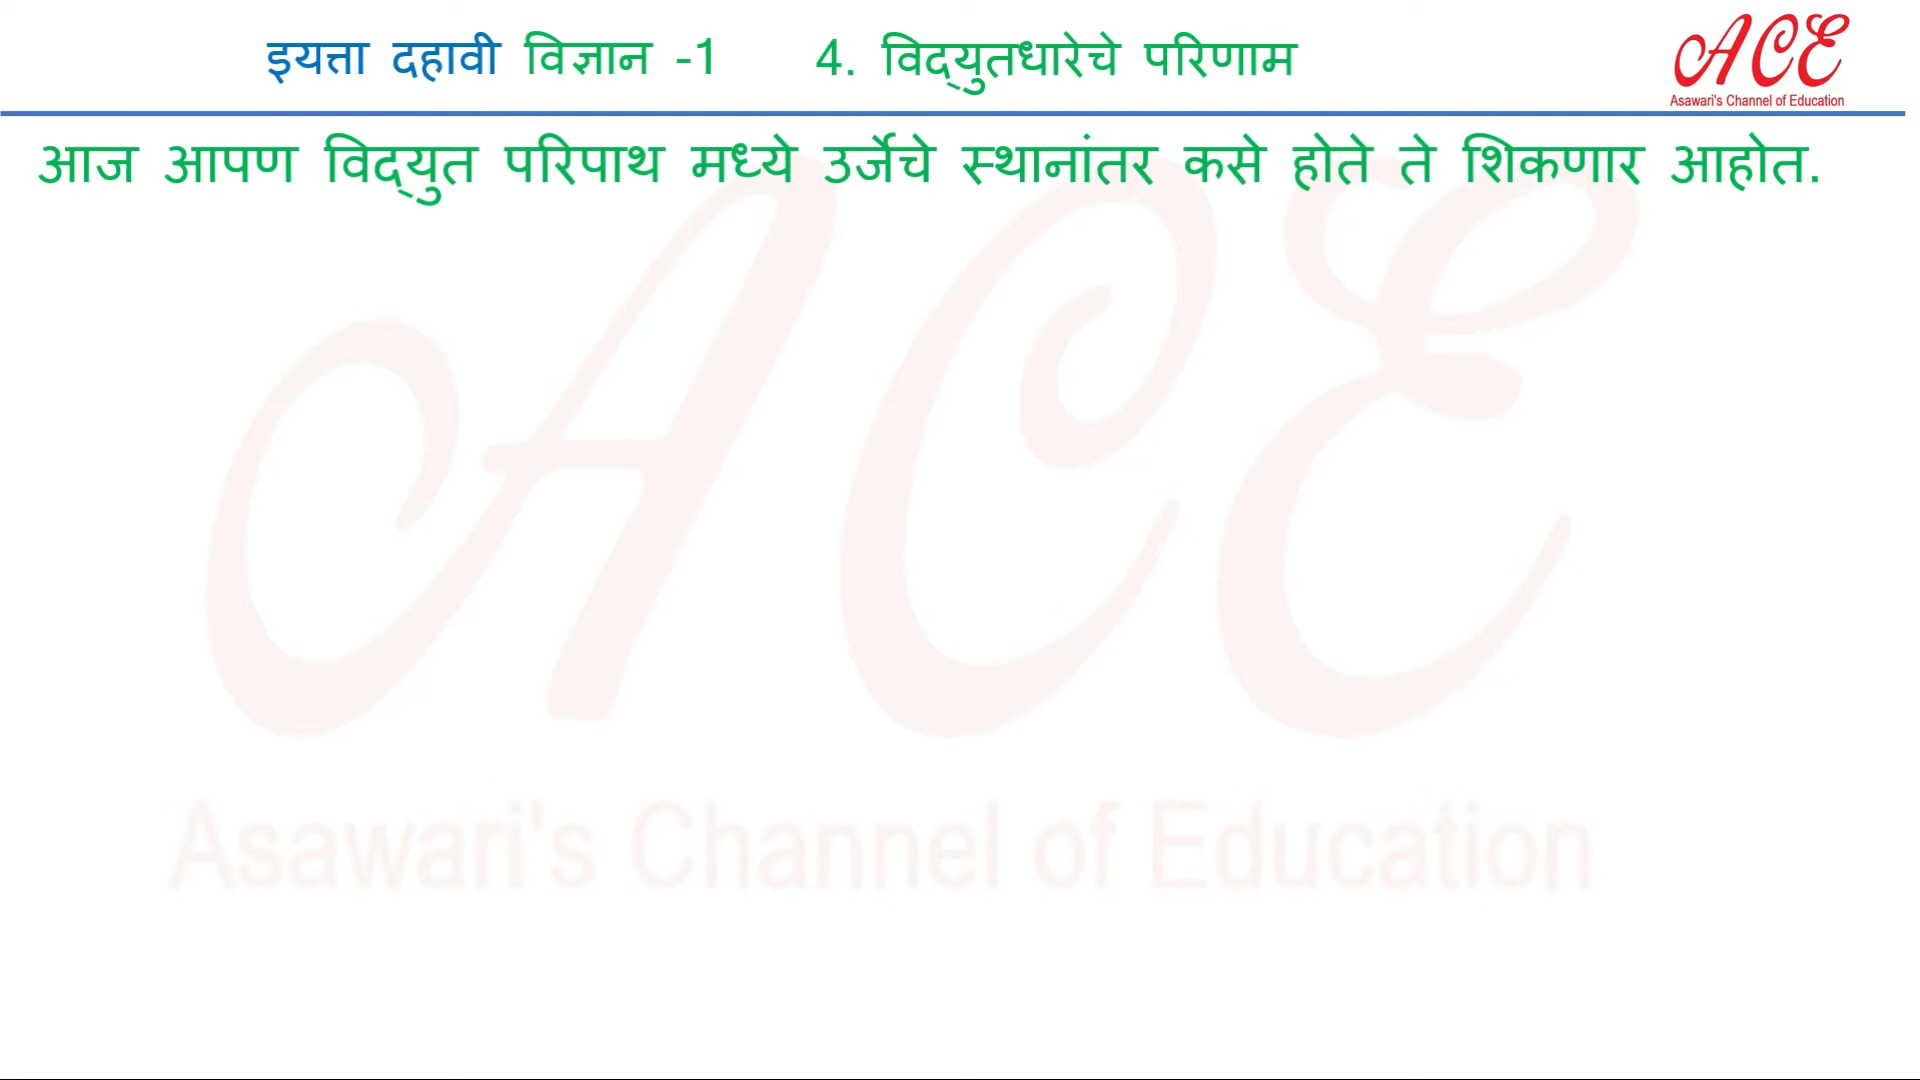 इयत्ता दहावी विज्ञान -1 4. विद्‌युतधारेचे परिणाम
ACE
Asawari's Channel of Education
आज आपण विद्‌युत परिपाथ मध्ये उर्जेचे स्थानांतर कसे होते ते शिकणार आहोत.
ACE
Asawari's Channel of Education